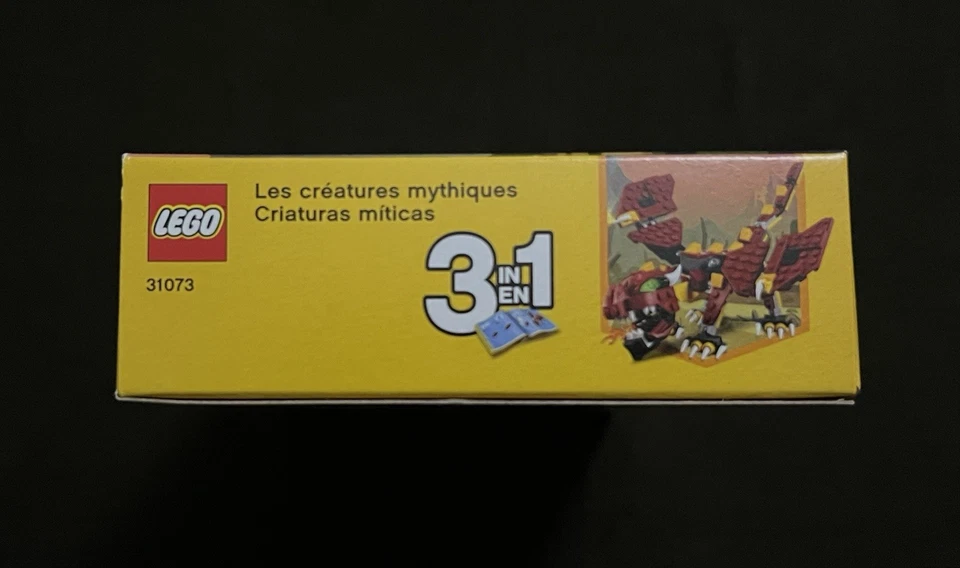 LEGO
31073
Les créatures mythiques
Criaturas míticas
3 IN 1
EN